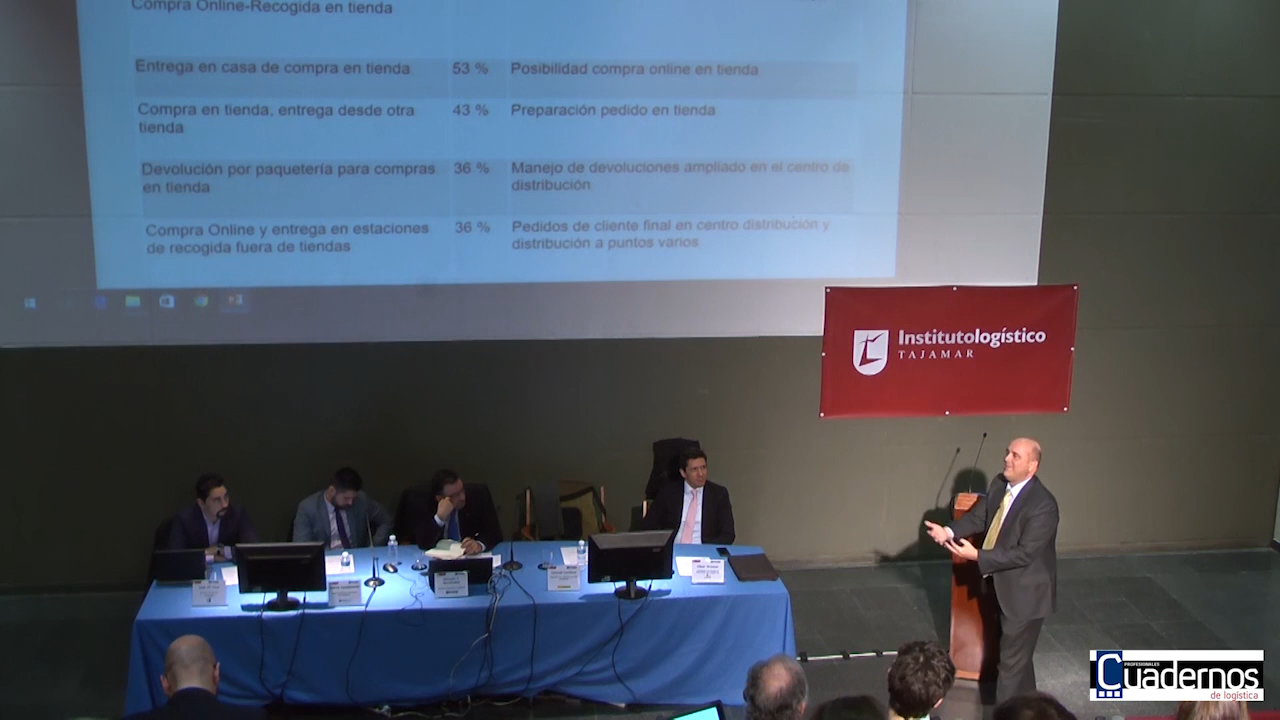 Compra Online-Recogida en tienda
Entrega en casa de compra en tienda 53 % Posibilidad compra online en tienda
Compra en tienda, entrega desde otra 43 % Preparación pedido en tienda
tienda
Devolución por paquetería para compras 36 % Manejo de devoluciones ampliado en el centro de
en tienda distribución
Compra Online y entrega en estaciones 36 % Pedidos de cliente final en centro distribución y
de recogida fuera de tiendas distribución a puntos varios
Institutologístico
TAJAMAR
PROFESIONALES
Cuadernos
de logística